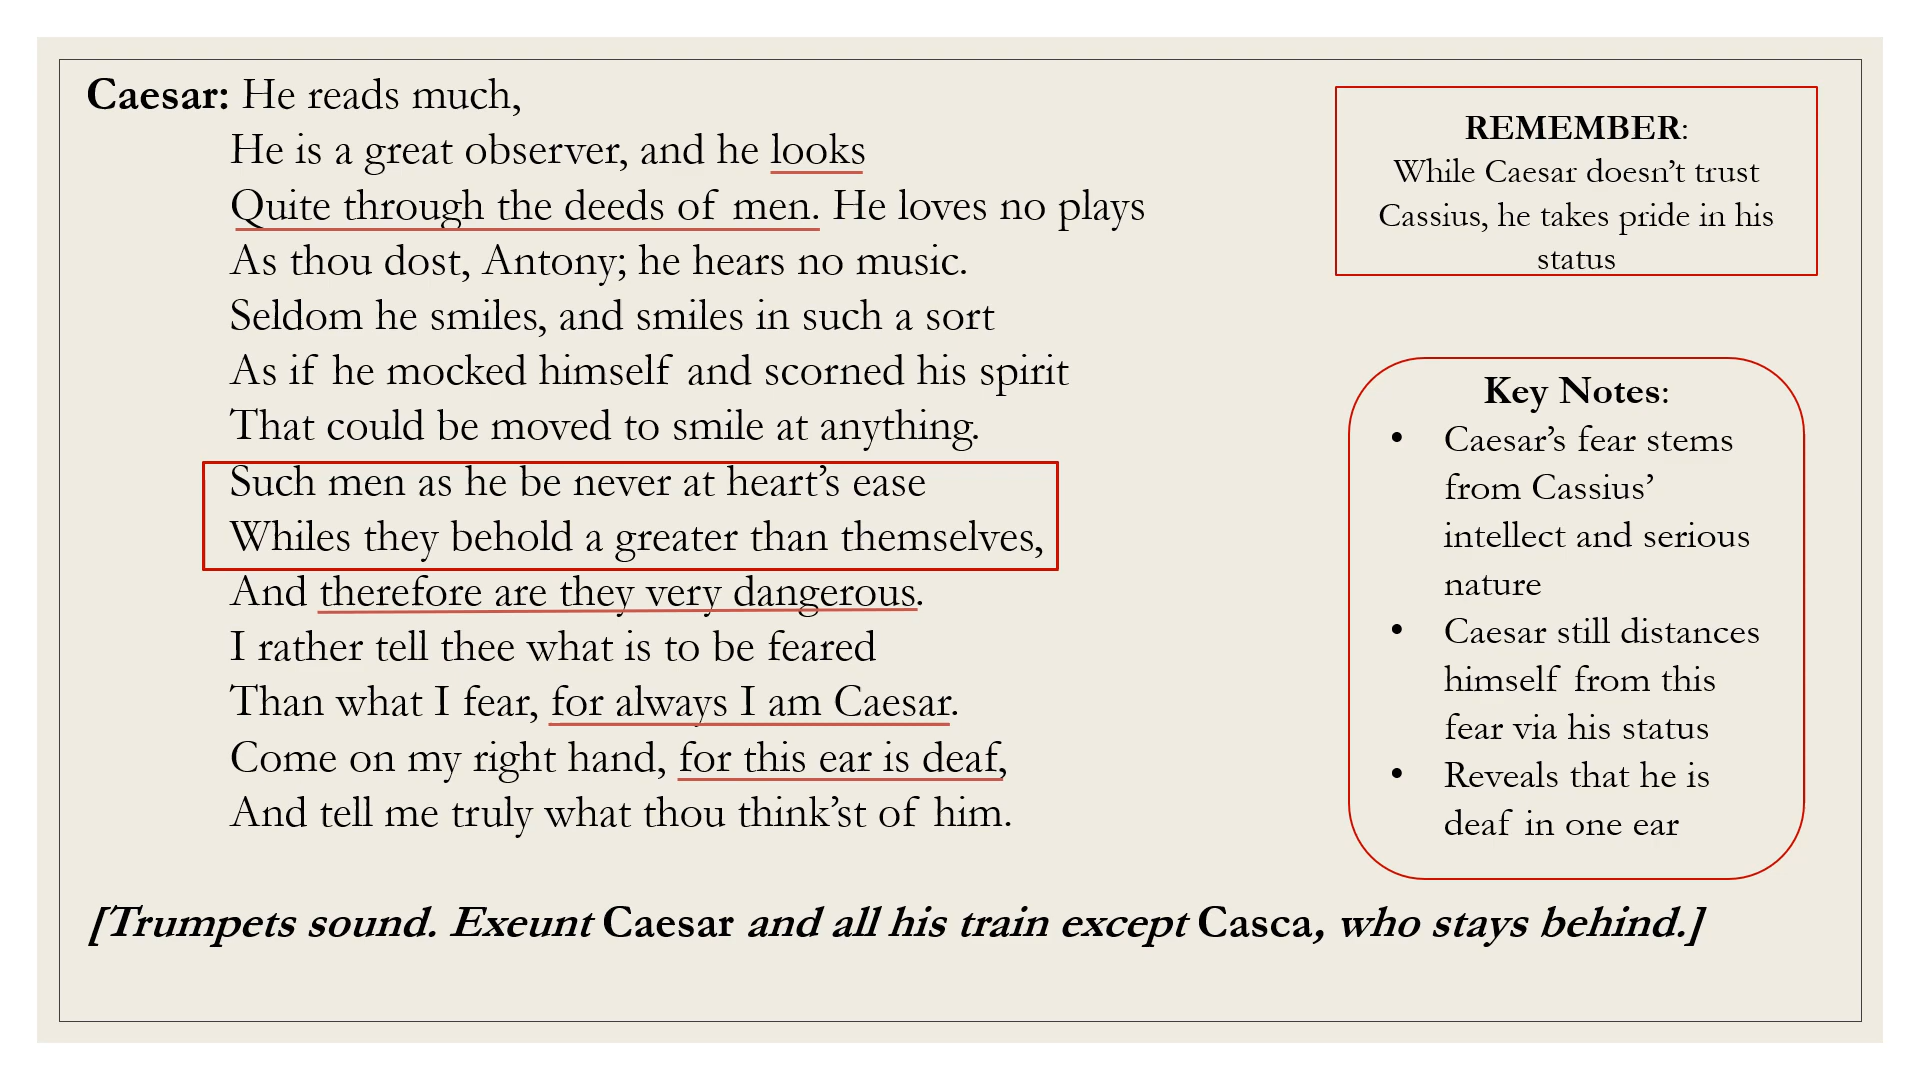 Caesar: He reads much,
He is a great observer, and he looks
Quite through the deeds of men. He loves no plays
As thou dost, Antony; he hears no music.
Seldom he smiles, and smiles in such a sort
As if he mocked himself and scorned his spirit
That could be moved to smile at anything.
Such men as he be never at heart’s ease
Whiles they behold a greater than themselves,
And therefore are they very dangerous.
I rather tell thee what is to be feared
Than what I fear, for always I am Caesar.
Come on my right hand, for this ear is deaf,
And tell me truly what thou think’st of him.
[Trumpets sound. Exeunt Caesar and all his train except Casca, who stays behind.]
REMEMBER:
While Caesar doesn’t trust
Cassius, he takes pride in his
status
Key Notes:
• Caesar’s fear stems
from Cassius’
intellect and serious
nature
• Caesar still distances
himself from this
fear via his status
• Reveals that he is
deaf in one ear